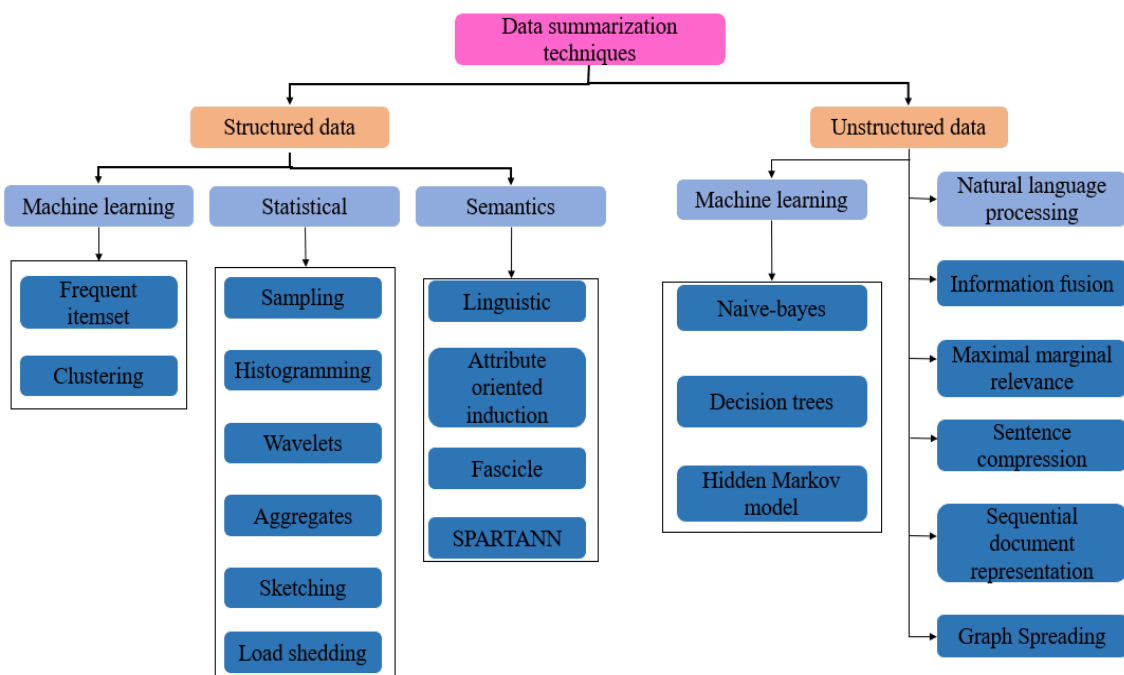 Data summarization
techniques
Structured data
Unstructured data
Machine learning
Statistical
Semantics
Machine learning
Natural language
processing
Frequent
itemset
Clustering
Sampling
Histogramming
Wavelets
Aggregates
Sketching
Load shedding
Linguistic
Attribute
oriented
induction
Fascicle
SPARTANN
Naive-bayes
Decision trees
Hidden Markov
model
Information fusion
Maximal marginal
relevance
Sentence
compression
Sequential
document
representation
Graph Spreading